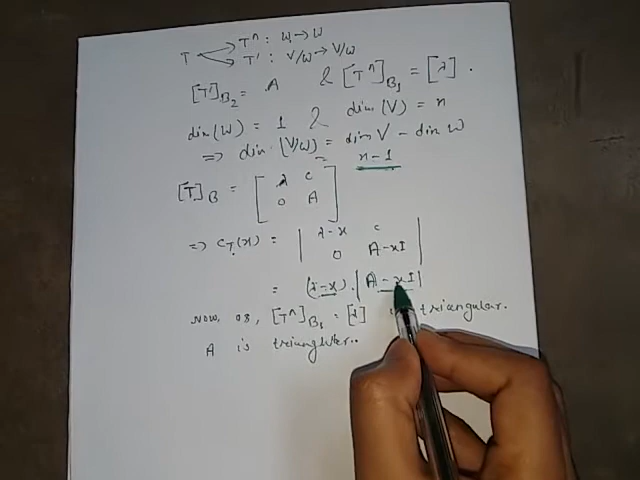 T → T": W→W
→ T' : V/W → V/W
[T']B₂ = A & [T"]B₁ = [λ].
dim(W) = 1 & dim(V) = n
=> dim(V/W) = dim V - dim W
= n-1
[T]B = [ λ c
0 A ]
=> C_T(x) = | λ-x c
0 A-xI |
= (λ-x).|A-xI|
now, as, [T"]B₁ = [λ] triangular.
A is triangular.